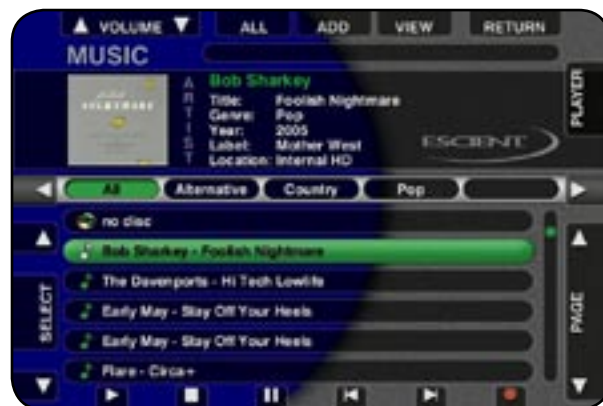 VOLUME ALL ADD VIEW RETURN
MUSIC
PLAYER
ARTIST
Bob Sharkey
Title: Foolish Nightmare
Genre: Pop
Year: 2005
Label: Mother West
Location: Internal HD
ESCIENT
All Alternative Country Pop
no disc
Bob Sharkey - Foolish Nightmare
The Davenports - Hi Tech Lowlife
Early May - Stay Off Your Heels
Early May - Stay Off Your Heels
Flare - Circa+
SELECT
PAGE